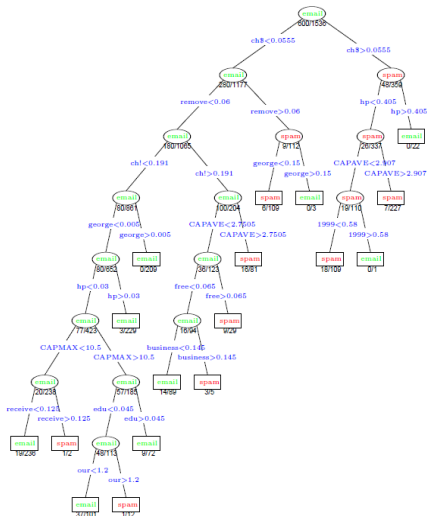 email
600/1536
ch$<0.0555
ch$>0.0555
email
280/1177
spam
48/359
remove<0.06
hp<0.405
hp>0.405
remove>0.06
email
180/1065
spam
9/112
spam
26/337
email
0/22
ch!<0.191
george<0.15
CAPAVE<2.907
ch!>0.191
george>0.15
CAPAVE>2.907
email
80/861
email
100/204
spam
6/109
email
0/3
spam
19/110
spam
7/227
george<0.005
CAPAVE<2.7505
1999<0.58
george>0.005
CAPAVE>2.7505
1999>0.58
email
80/652
email
0/209
email
36/123
spam
16/81
spam
18/109
email
0/1
hp<0.03
free<0.065
hp>0.03
free>0.065
email
77/423
email
3/229
email
16/94
spam
9/29
CAPMAX<10.5
business<0.145
CAPMAX>10.5
business>0.145
email
20/238
email
57/185
email
14/89
spam
3/5
receive<0.125
edu<0.045
receive>0.125
edu>0.045
email
19/236
spam
1/2
email
48/113
email
9/72
our<1.2
our>1.2
email
37/101
spam
1/12